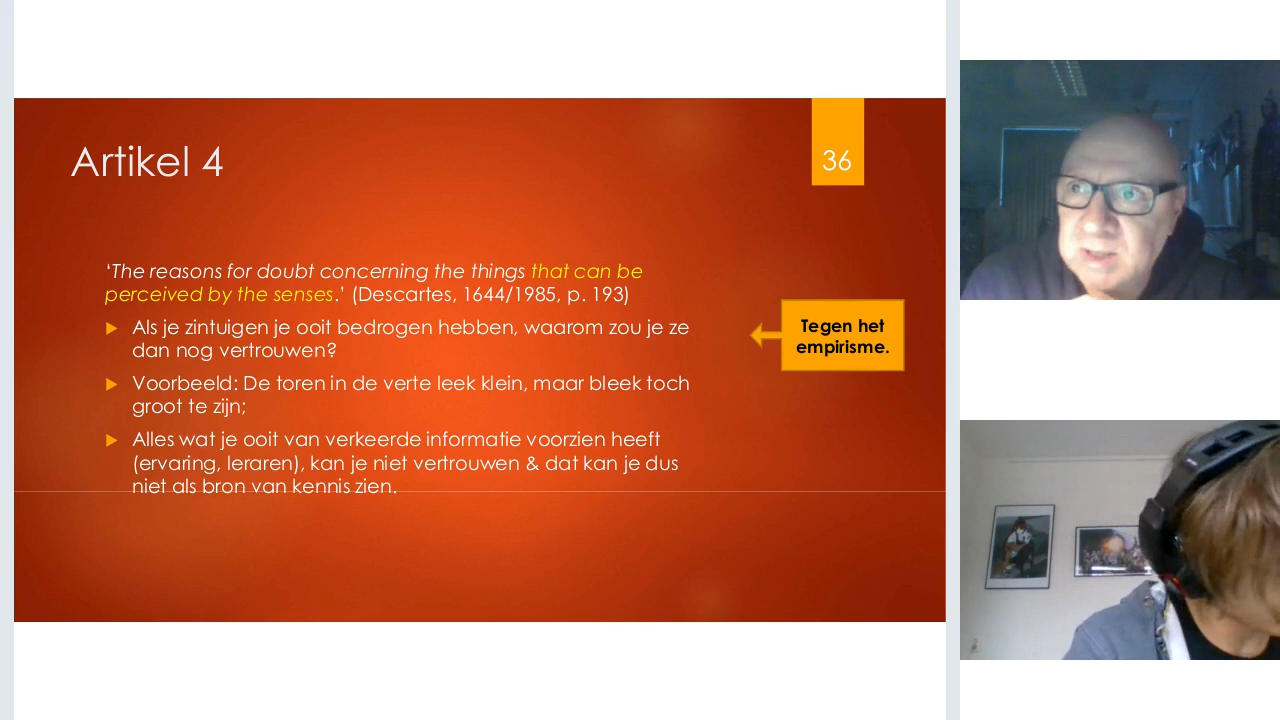 Artikel 4
36
‘The reasons for doubt concerning the things that can be
perceived by the senses.’ (Descartes, 1644/1985, p. 193)
Als je zintuigen je ooit bedrogen hebben, waarom zou je ze
dan nog vertrouwen?
Voorbeeld: De toren in de verte leek klein, maar bleek toch
groot te zijn;
Alles wat je ooit van verkeerde informatie voorzien heeft
(ervaring, leraren), kan je niet vertrouwen & dat kan je dus
niet als bron van kennis zien.
Tegen het
empirisme.